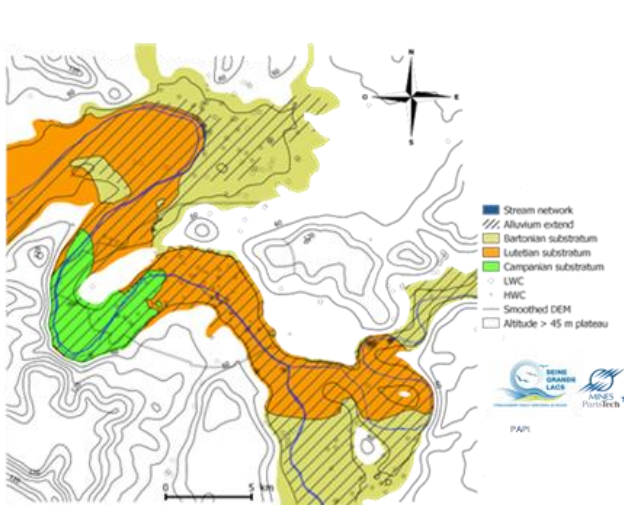 N
O
E
S
Stream network
Alluvium extend
Bartonian substratum
Lutetian substratum
Campanian substratum
LWC
HWC
Smoothed DEM
Altitude > 45 m plateau
SEINE
GRANDS
LACS
MINES
ParisTech
PAPI
0 5 km